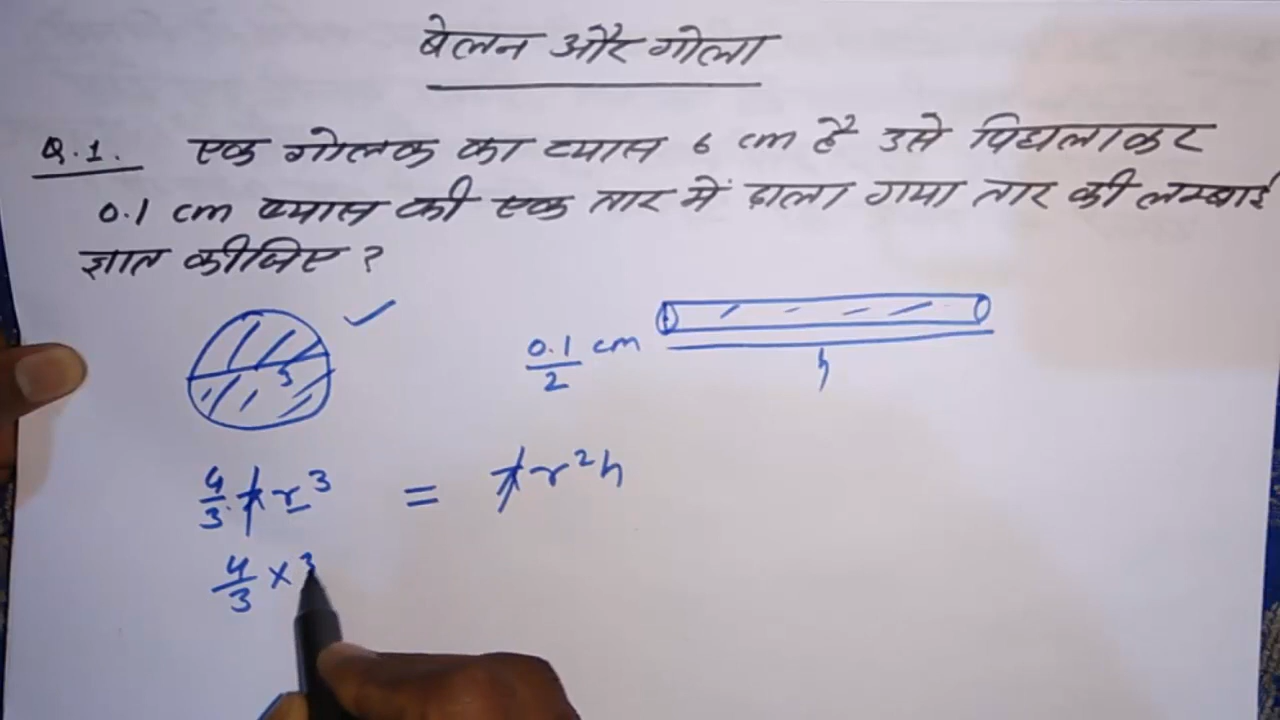 बेलन और गोला
Q.1. एक गोलक का व्यास 6 cm है उसे पिघलाकर
0.1 cm व्यास की एक तार में ढाला गया तार की लम्बाई
ज्ञात कीजिए ?
3
0.1/2 cm
h
4/3 π r³ = π r² h
4/3 × 3